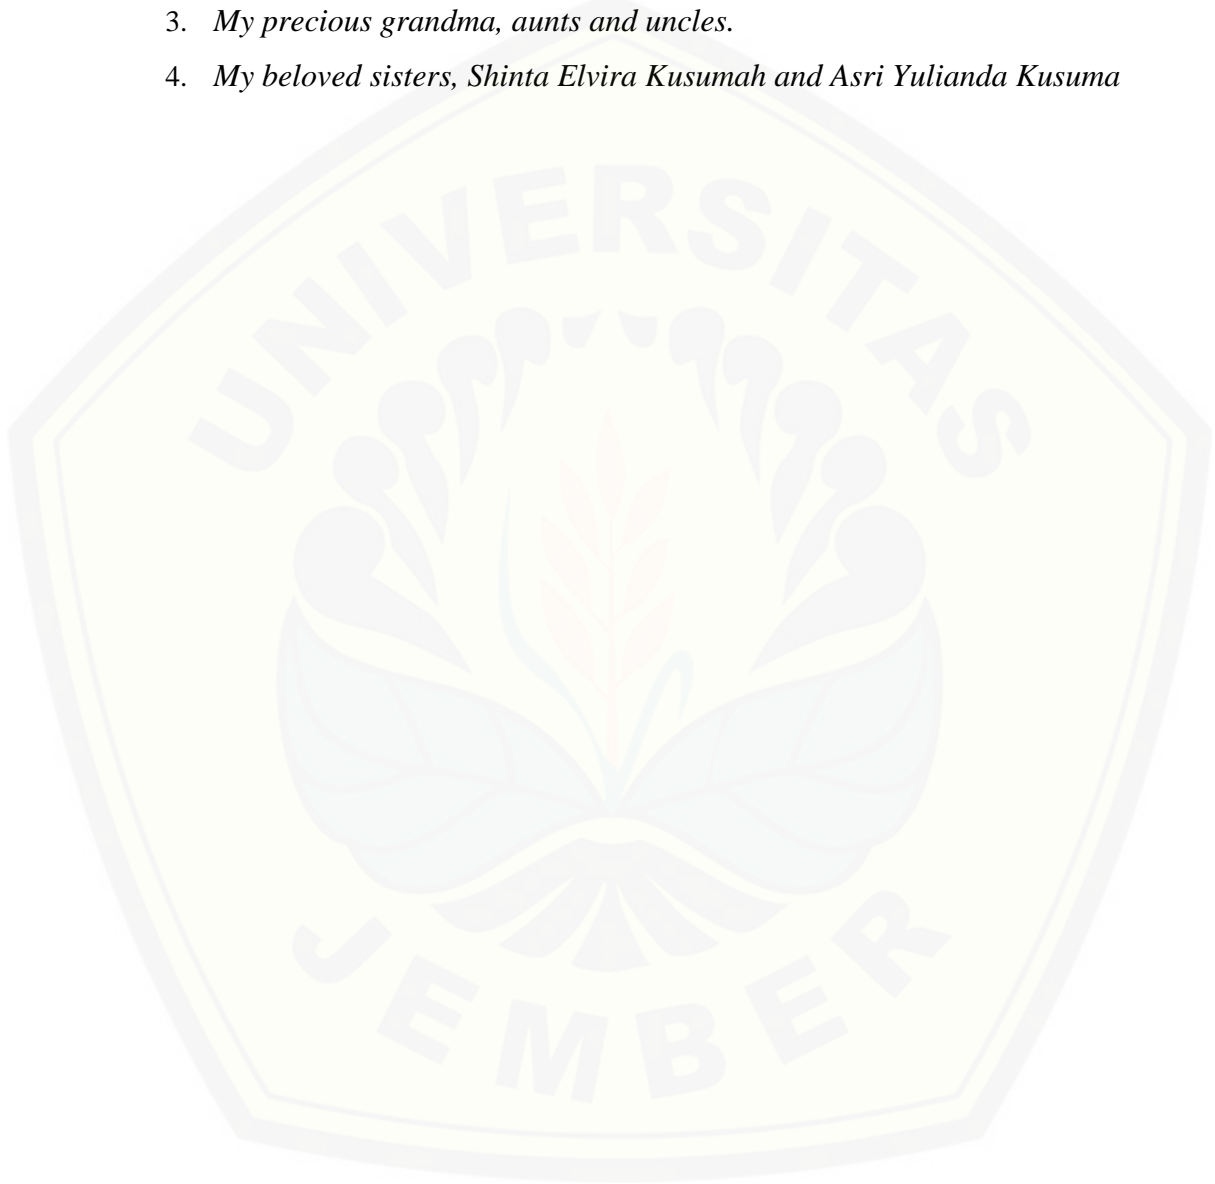 3. My precious grandma, aunts and uncles.
4. My beloved sisters, Shinta Elvira Kusumah and Asri Yulianda Kusuma
UNIVERSITAS
JEMBER